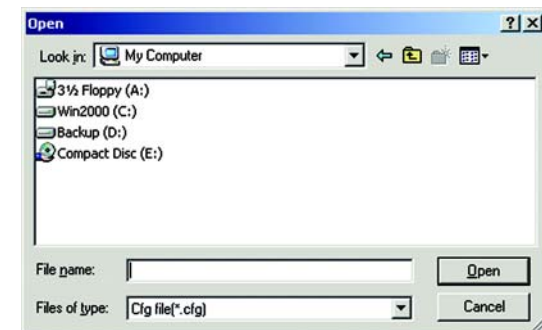 Open
Look in: My Computer
3½ Floppy (A:)
Win2000 (C:)
Backup (D:)
Compact Disc (E:)
File name: Open
Files of type: Cfg file(*.cfg) Cancel